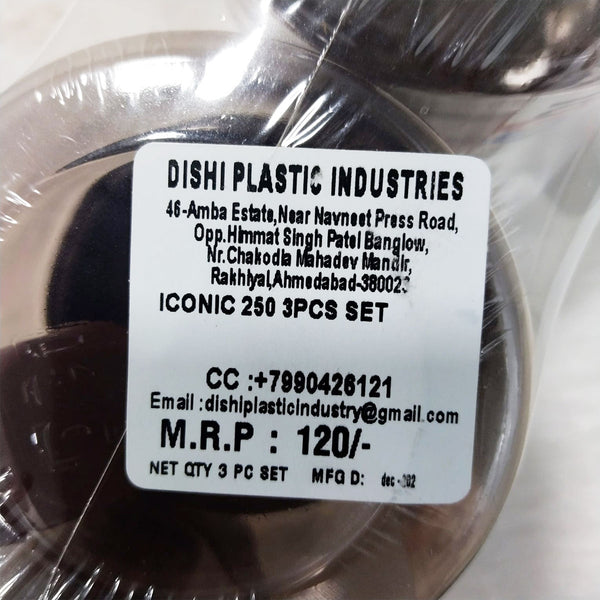 DISHI PLASTIC INDUSTRIES
46-Amba Estate,Near Navneet Press Road,
Opp.Himmat Singh Patel Banglow,
Nr.Chakodia Mahadev Mandir,
Rakhiyal,Ahmedabad-380023
ICONIC 250 3PCS SET
CC :+7990426121
Email :dishiplasticindustry@gmail.com
M.R.P : 120/-
NET QTY 3 PC SET MFG D: dec